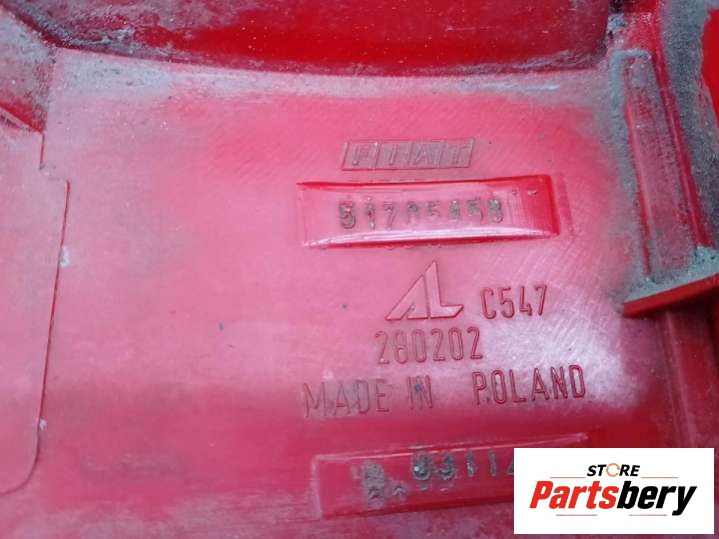 FIAT
51705458
AL C547
280202
MADE IN POLAND
STORE
Partsbery